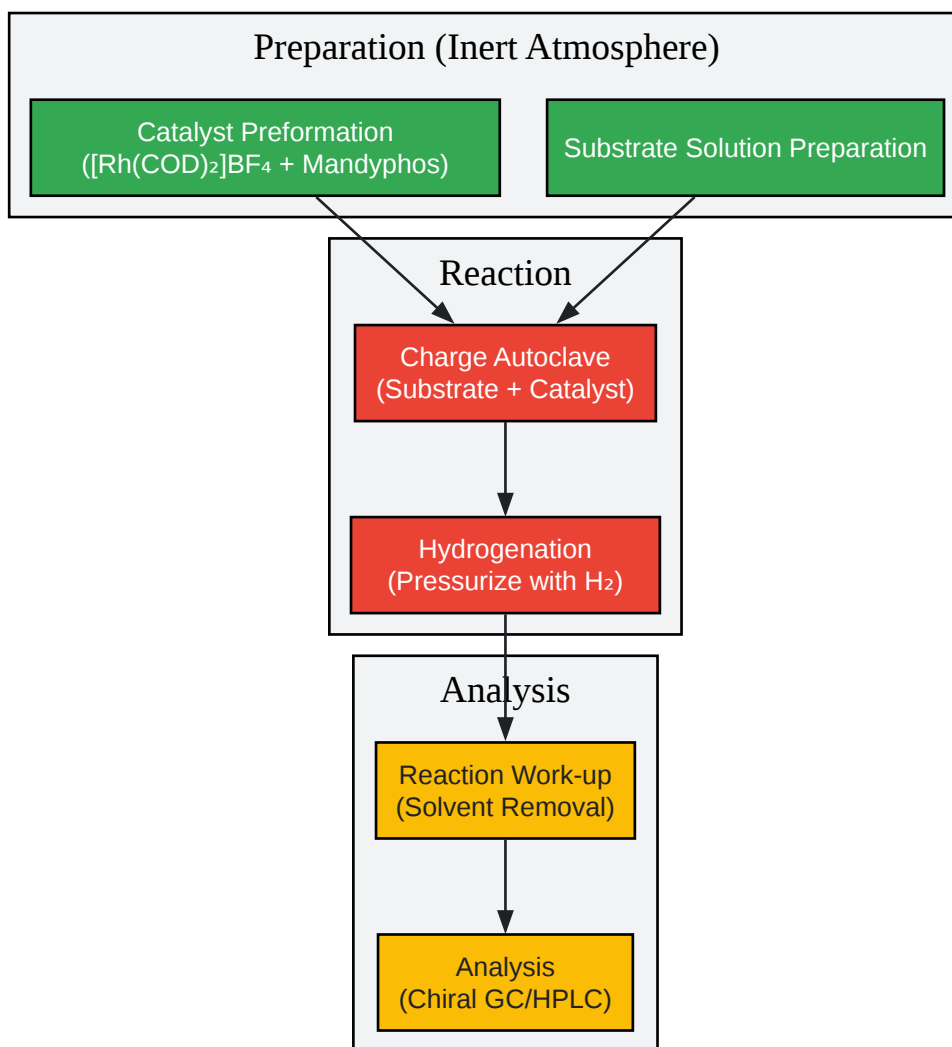 Preparation (Inert Atmosphere)
Catalyst Preformation
([Rh(COD)₂]BF₄ + Mandyphos)
Substrate Solution Preparation
Reaction
Charge Autoclave
(Substrate + Catalyst)
Hydrogenation
(Pressurize with H₂)
Analysis
Reaction Work-up
(Solvent Removal)
Analysis
(Chiral GC/HPLC)